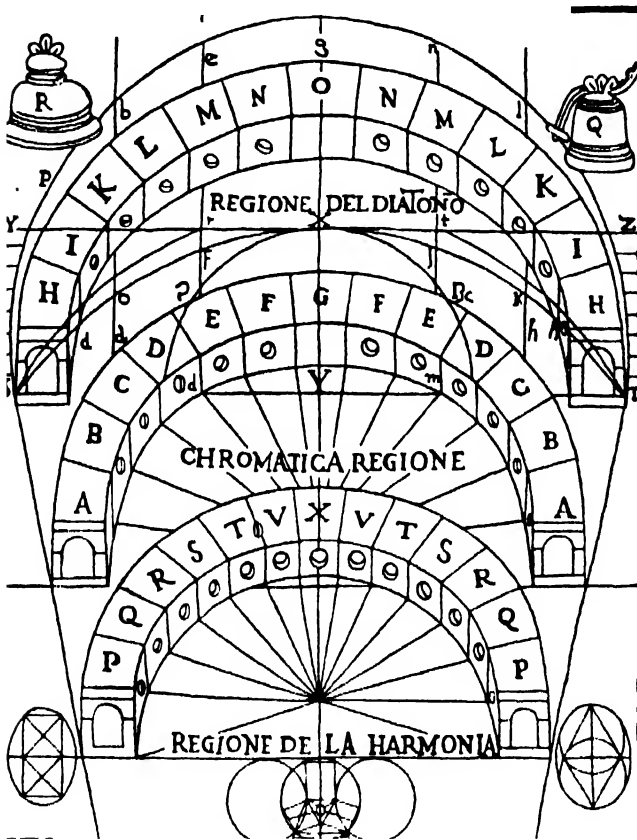 i
e g n
R b l Q
M N O N M
L L
K K
p
REGIONE DEL DIATONO
Y r X t Z
I I
H H
F
E F G F E
D D
d d h h
C C
d V m
B B
CHROMATICA REGIONE
A A
T V X V T
S S
R R
Q Q
P P
REGIONE DE LA HARMONIA